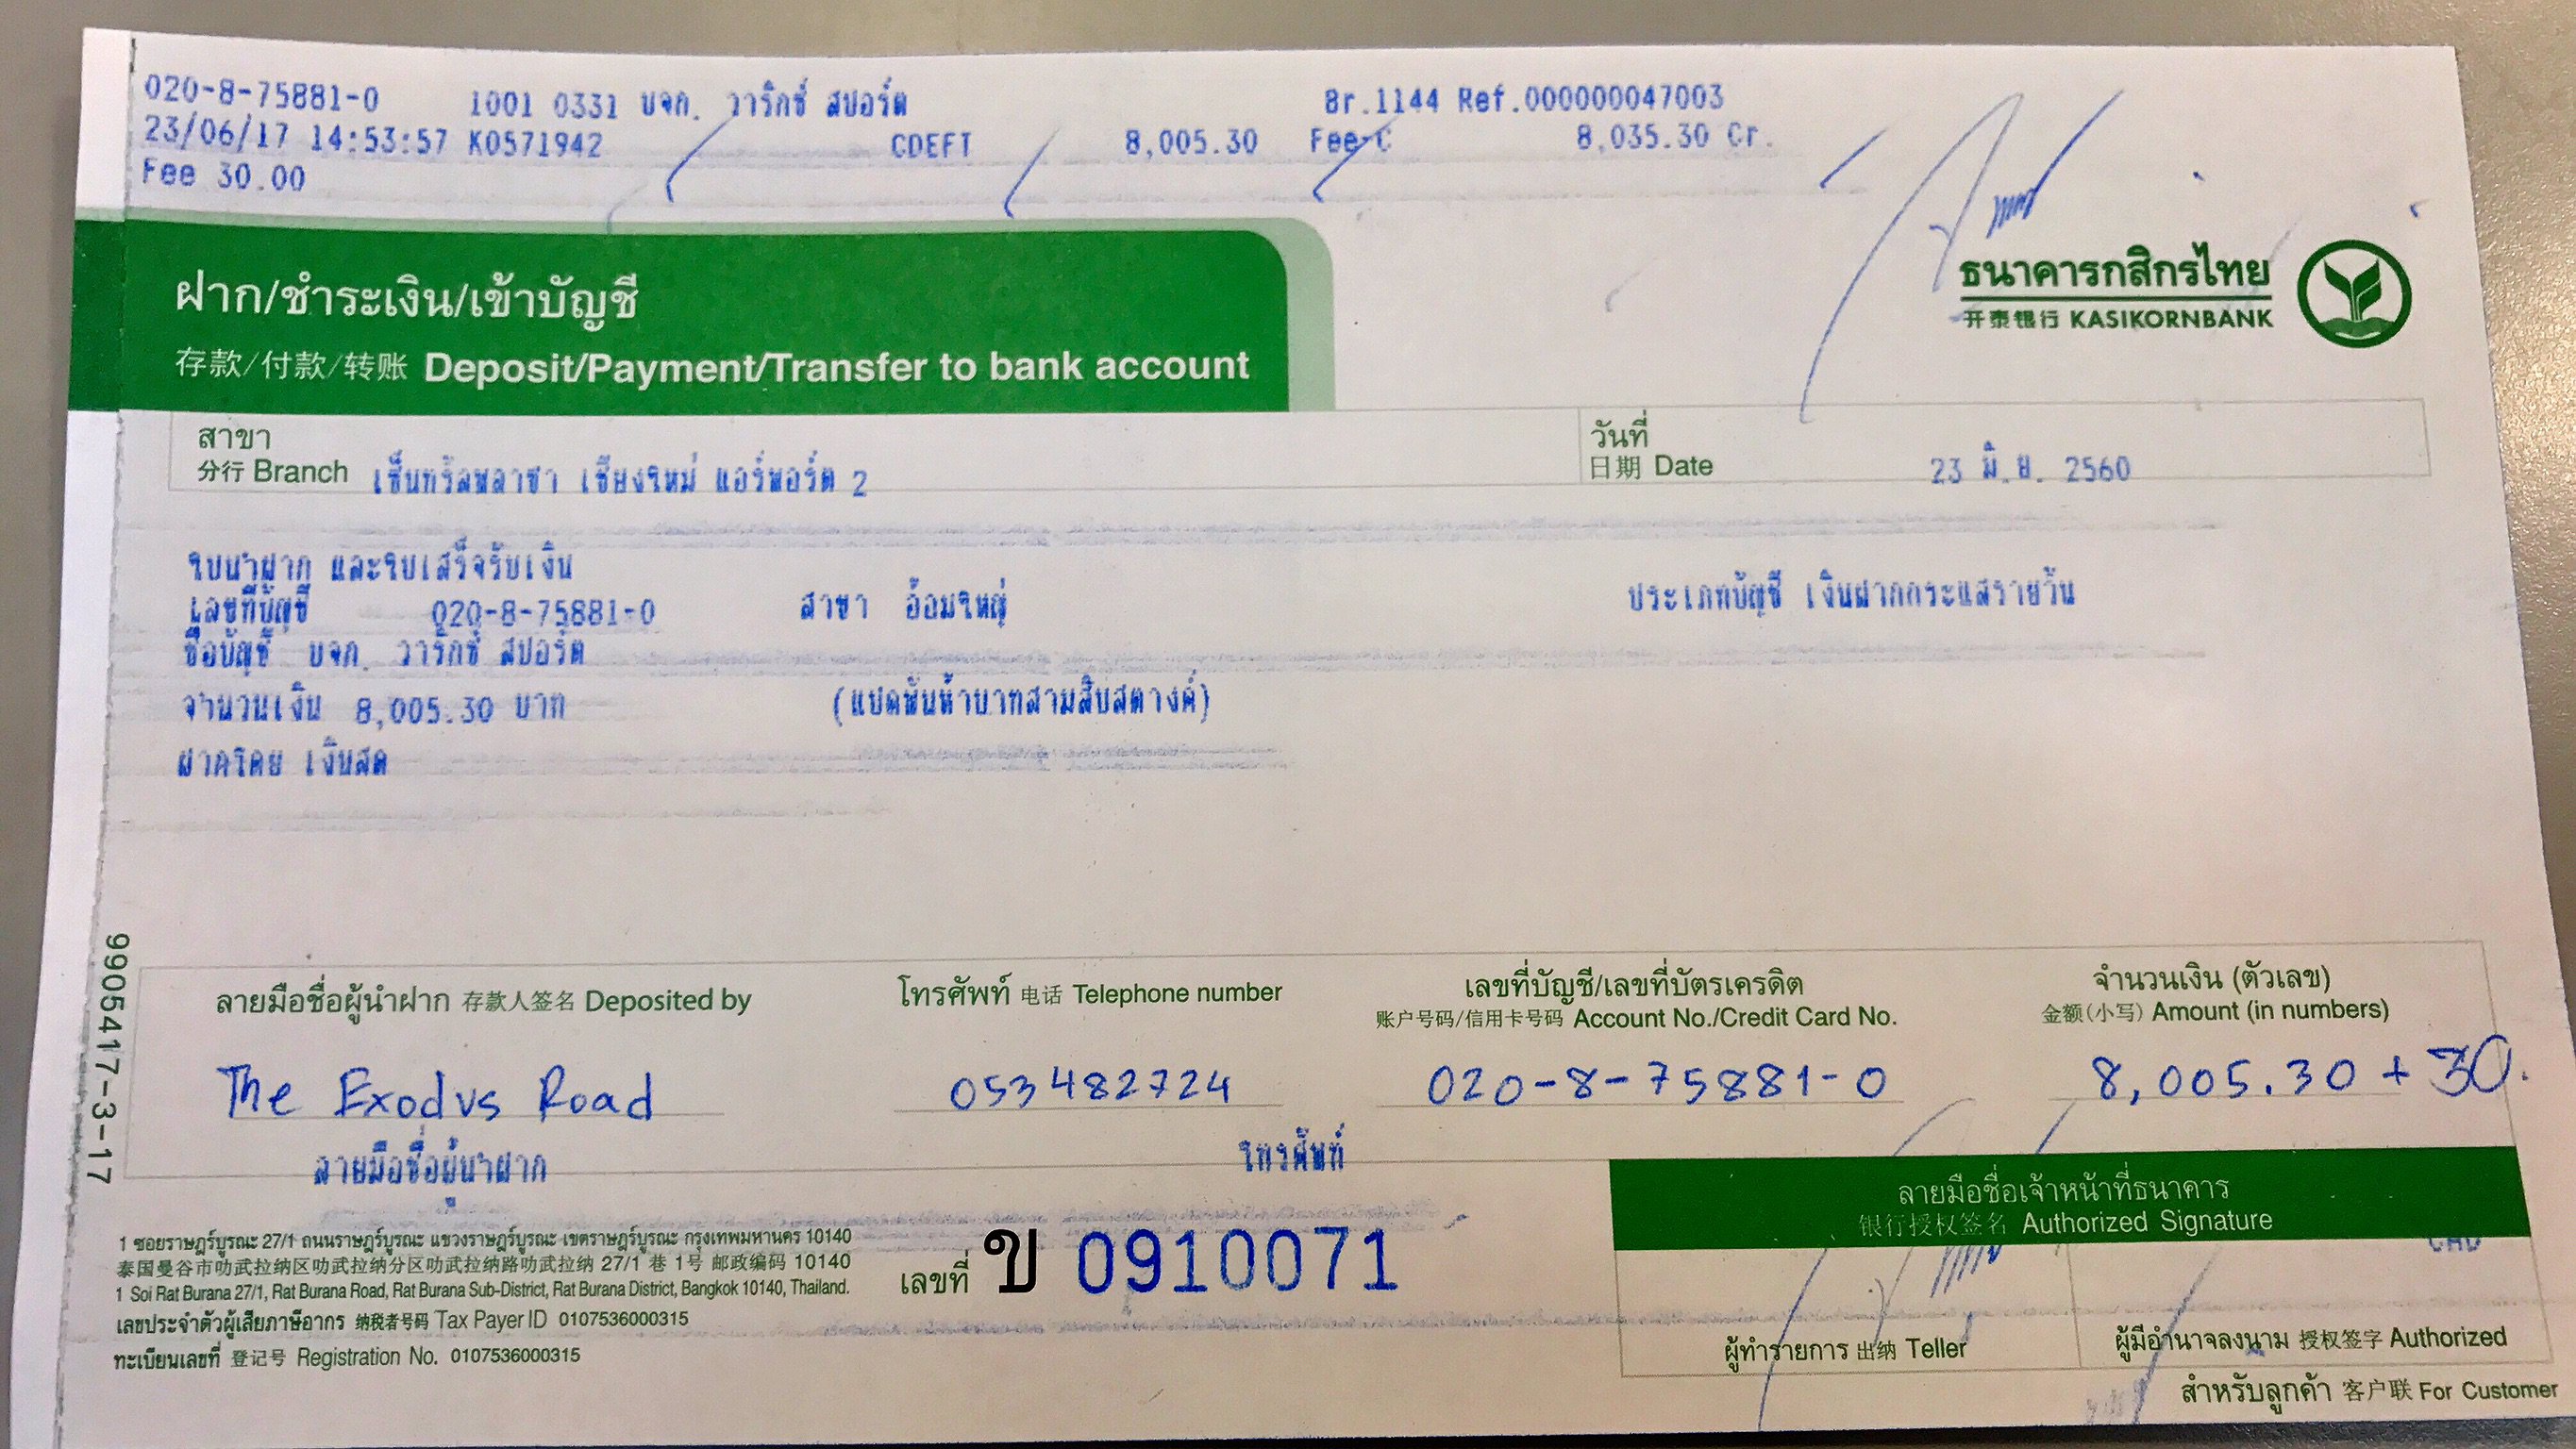 020-8-75881-0 1001 0331 บจก. วาริกซ์ สปอร์ต Br.1144 Ref.000000047003
23/06/17 14:53:57 K0571942 CDEFT 8,005.30 Fee-C 8,035.30 Cr.
Fee 30.00
ธนาคารกสิกรไทย
开泰银行 KASIKORNBANK
ฝาก/ชำระเงิน/เข้าบัญชี
存款/付款/转账 Deposit/Payment/Transfer to bank account
สาขา วันที่
分行 Branch เซ็นทรัลพลาซา เชียงใหม่ แอร์พอร์ต 2 日期 Date 23 มิ.ย. 2560
ใบนำฝาก และใบเสร็จรับเงิน
เลขที่บัญชี 020-8-75881-0 สาขา อ้อมใหญ่ ประเภทบัญชี เงินฝากกระแสรายวัน
ชื่อบัญชี บจก. วาริกซ์ สปอร์ต
จำนวนเงิน 8,005.30 บาท (แปดพันห้าบาทสามสิบสตางค์)
ฝากโดย เงินสด
9905417-3-17
ลายมือชื่อผู้นำฝาก 存款人签名 Deposited by โทรศัพท์ 电话 Telephone number เลขที่บัญชี/เลขที่บัตรเครดิต จำนวนเงิน (ตัวเลข)
账户号码/信用卡号码 Account No./Credit Card No. 金额(小写) Amount (in numbers)
The Exodus Road 053482724 020-8-75881-0 8,005.30 + 30.
ลายมือชื่อผู้นำฝาก โทรศัพท์
ลายมือชื่อเจ้าหน้าที่ธนาคาร
银行授权签名 Authorized Signature
1 ซอยราษฎร์บูรณะ 27/1 ถนนราษฎร์บูรณะ แขวงราษฎร์บูรณะ เขตราษฎร์บูรณะ กรุงเทพมหานคร 10140
泰国曼谷市叻武拉纳区叻武拉纳分区叻武拉纳路叻武拉纳 27/1 巷 1号 邮政编码 10140
1 Soi Rat Burana 27/1, Rat Burana Road, Rat Burana Sub-District, Rat Burana District, Bangkok 10140, Thailand.
เลขที่ ข 0910071
เลขประจำตัวผู้เสียภาษีอากร 纳税者号码 Tax Payer ID 0107536000315
ทะเบียนเลขที่ 登记号 Registration No. 0107536000315
ผู้ทำรายการ 出纳 Teller ผู้มีอำนาจลงนาม 授权签字 Authorized
สำหรับลูกค้า 客户联 For Customer